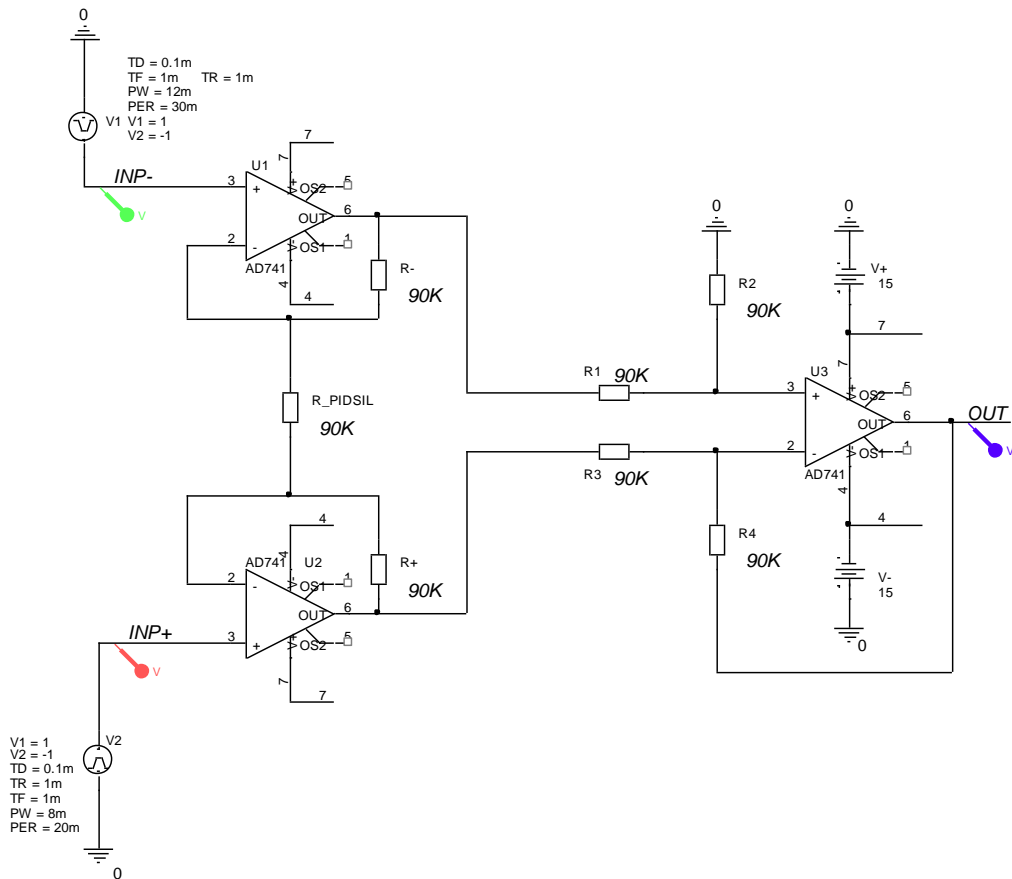 0
TD = 0.1m
TF = 1m TR = 1m
PW = 12m
PER = 30m
V1 V1 = 1
V2 = -1
7
7
U1
INP-
3
+
V+
OS2
5
V
OUT
6
2
-
V-
OS1
1
AD741
4
4
R-
90K
0
0
R2
90K
V+
15
7
R_PIDSIL
90K
R1
90K
U3
7
3
+
V+
OS2
5
OUT
6
OUT
V
2
-
V-
OS1
1
AD741
R3
90K
4
4
R4
90K
V-
15
0
4
4
AD741
U2
V-
OS1
1
2
-
R+
90K
OUT
6
INP+
3
+
V+
OS2
5
V
7
7
V2
V1 = 1
V2 = -1
TD = 0.1m
TR = 1m
TF = 1m
PW = 8m
PER = 20m
0